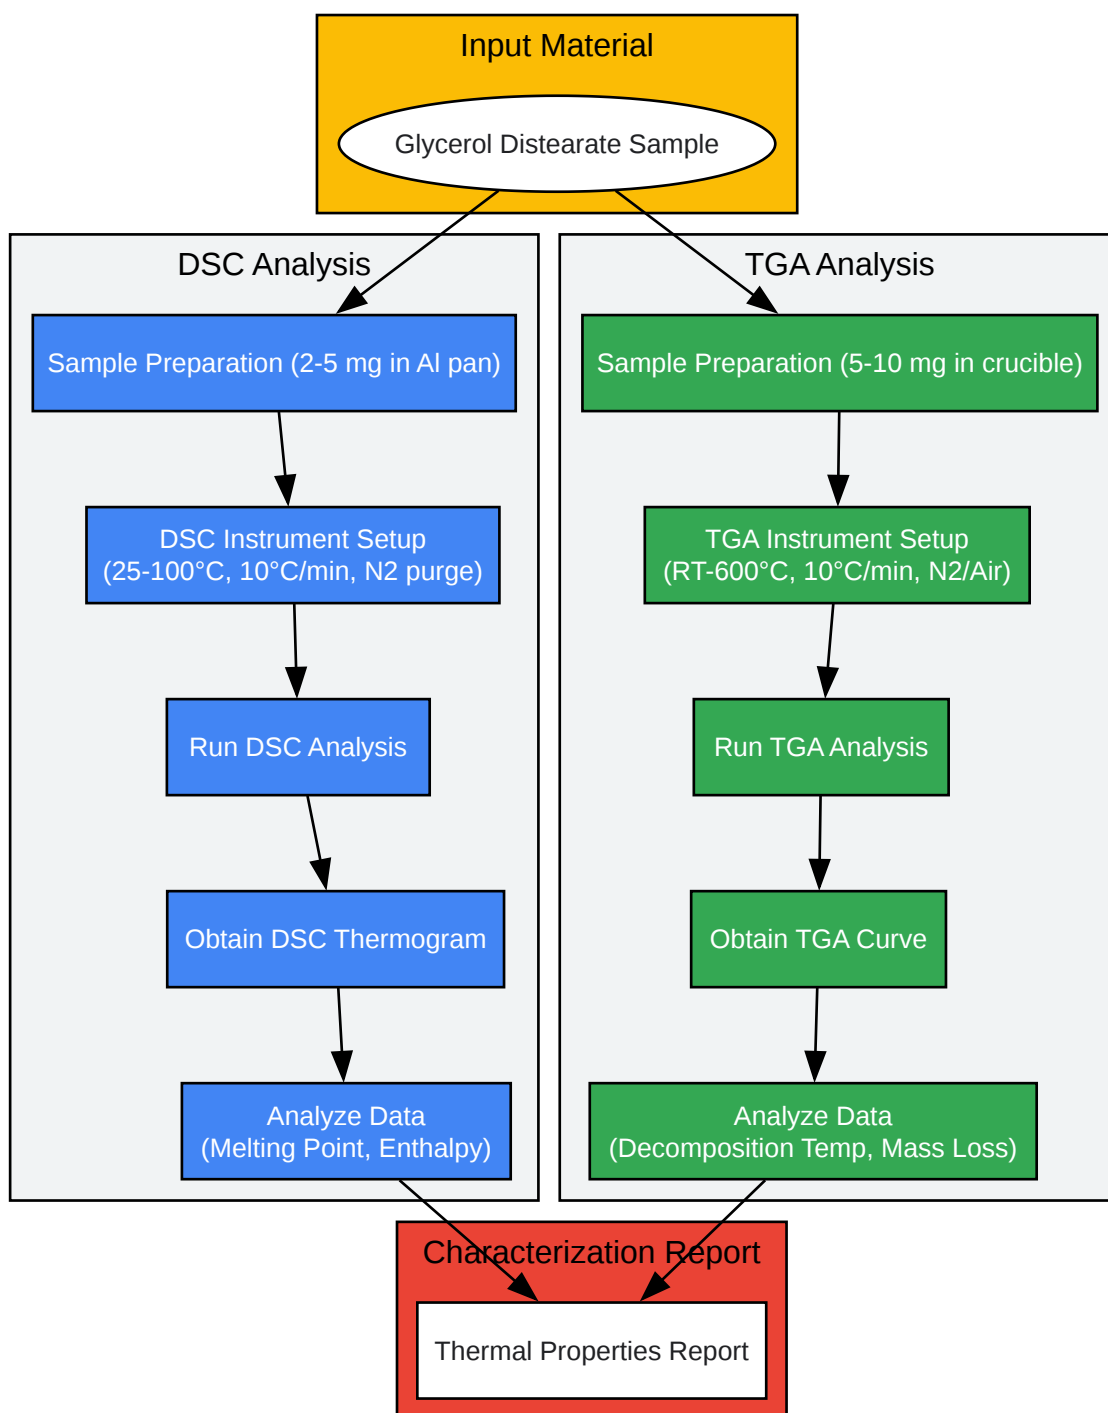 Input Material
Glycerol Distearate Sample
DSC Analysis
Sample Preparation (2-5 mg in Al pan)
DSC Instrument Setup
(25-100°C, 10°C/min, N2 purge)
Run DSC Analysis
Obtain DSC Thermogram
Analyze Data
(Melting Point, Enthalpy)
TGA Analysis
Sample Preparation (5-10 mg in crucible)
TGA Instrument Setup
(RT-600°C, 10°C/min, N2/Air)
Run TGA Analysis
Obtain TGA Curve
Analyze Data
(Decomposition Temp, Mass Loss)
Characterization Report
Thermal Properties Report